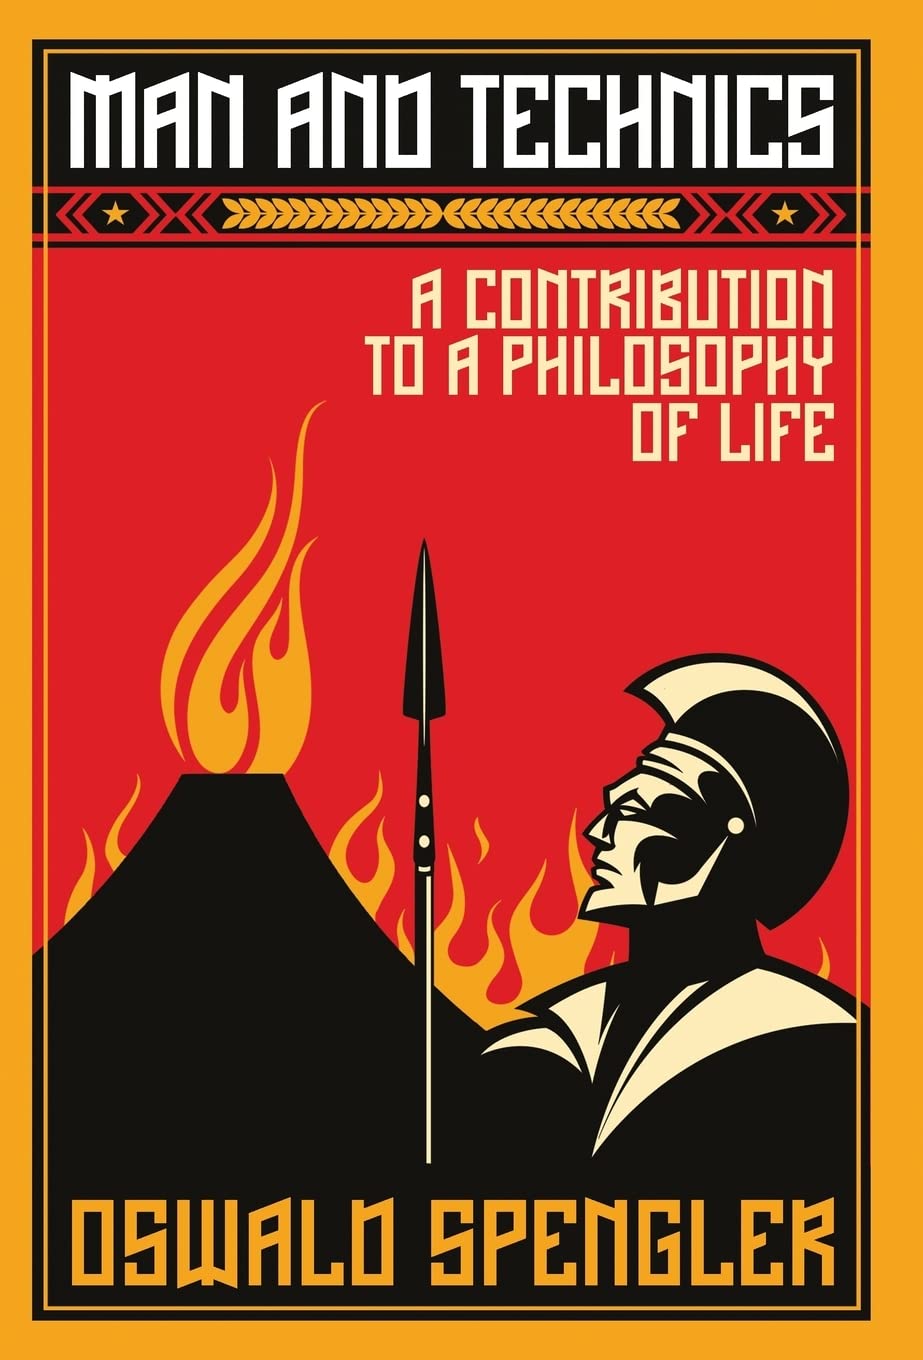 MAN AND TECHNICS
A CONTRIBUTION
TO A PHILOSOPHY
OF LIFE
OSWALD SPENGLER